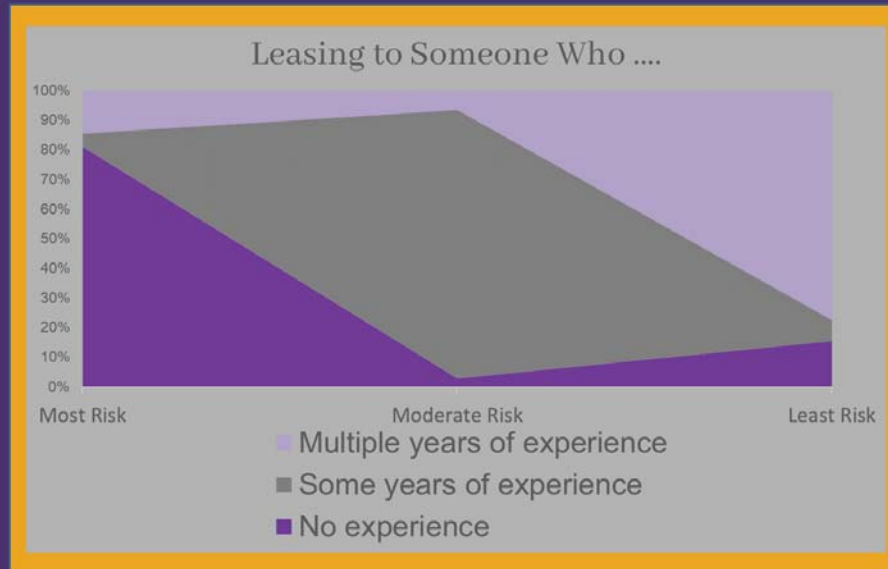 Leasing to Someone Who ....
100%
90%
80%
70%
60%
50%
40%
30%
20%
10%
0%
Most Risk Moderate Risk Least Risk
Multiple years of experience
Some years of experience
No experience